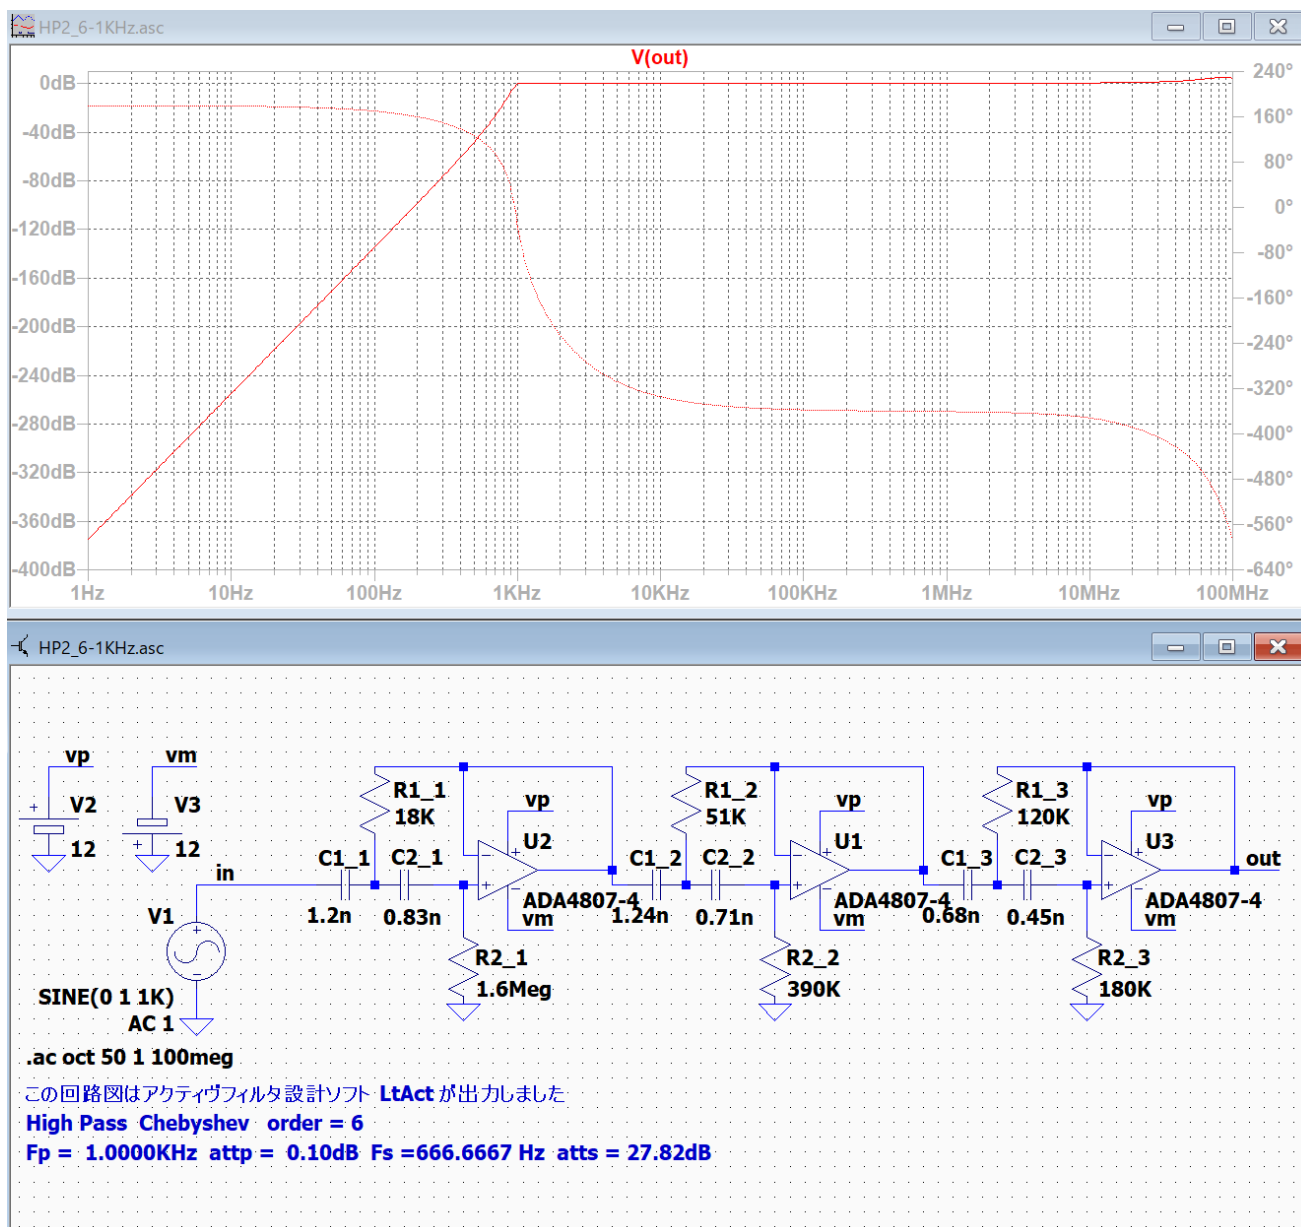 HP2_6-1KHz.asc
V(out)
0dB
-40dB
-80dB
-120dB
-160dB
-200dB
-240dB
-280dB
-320dB
-360dB
-400dB
240°
160°
80°
0°
-80°
-160°
-240°
-320°
-400°
-480°
-560°
-640°
1Hz 10Hz 100Hz 1KHz 10KHz 100KHz 1MHz 10MHz 100MHz
HP2_6-1KHz.asc
vp vm
V2 V3
12 12
in
V1
SINE(0 1 1K)
AC 1
R1_1
18K
C1_1 C2_1
1.2n 0.83n
vp
U2
ADA4807-4
vm
R2_1
1.6Meg
R1_2
51K
C1_2 C2_2
1.24n 0.71n
vp
U1
ADA4807-4
vm
R2_2
390K
R1_3
120K
C1_3 C2_3
0.68n 0.45n
vp
U3
ADA4807-4
vm
R2_3
180K
out
.ac oct 50 1 100meg
この回路図はアクティヴフィルタ設計ソフト LtAct が出力しました
High Pass Chebyshev order = 6
Fp = 1.0000KHz attp = 0.10dB Fs =666.6667 Hz atts = 27.82dB